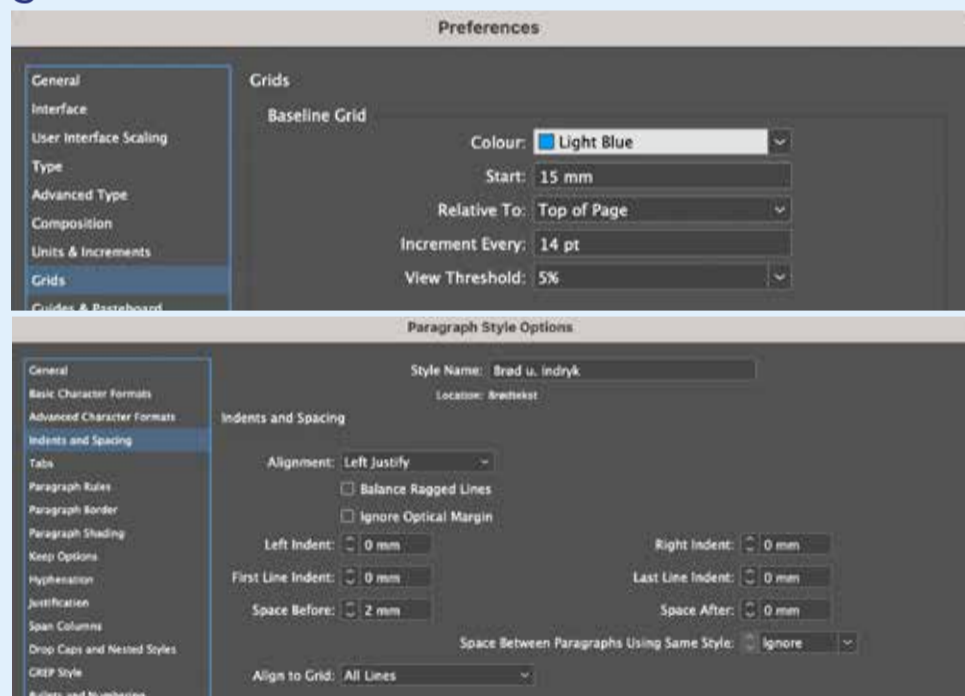 Preferences
General
Interface
User Interface Scaling
Type
Advanced Type
Composition
Units & Increments
Grids
Guides & Pasteboard
Grids
Baseline Grid
Colour: Light Blue
Start: 15 mm
Relative To: Top of Page
Increment Every: 14 pt
View Threshold: 5%
Paragraph Style Options
General
Basic Character Formats
Advanced Character Formats
Indents and Spacing
Tabs
Paragraph Rules
Paragraph Border
Paragraph Shading
Keep Options
Hyphenation
Justification
Span Columns
Drop Caps and Nested Styles
GREP Style
Bullets and Numbering
Style Name: Brød u. indryk
Location: Brødtekst
Indents and Spacing
Alignment: Left Justify
Balance Ragged Lines
Ignore Optical Margin
Left Indent: 0 mm Right Indent: 0 mm
First Line Indent: 0 mm Last Line Indent: 0 mm
Space Before: 2 mm Space After: 0 mm
Space Between Paragraphs Using Same Style: Ignore
Align to Grid: All Lines